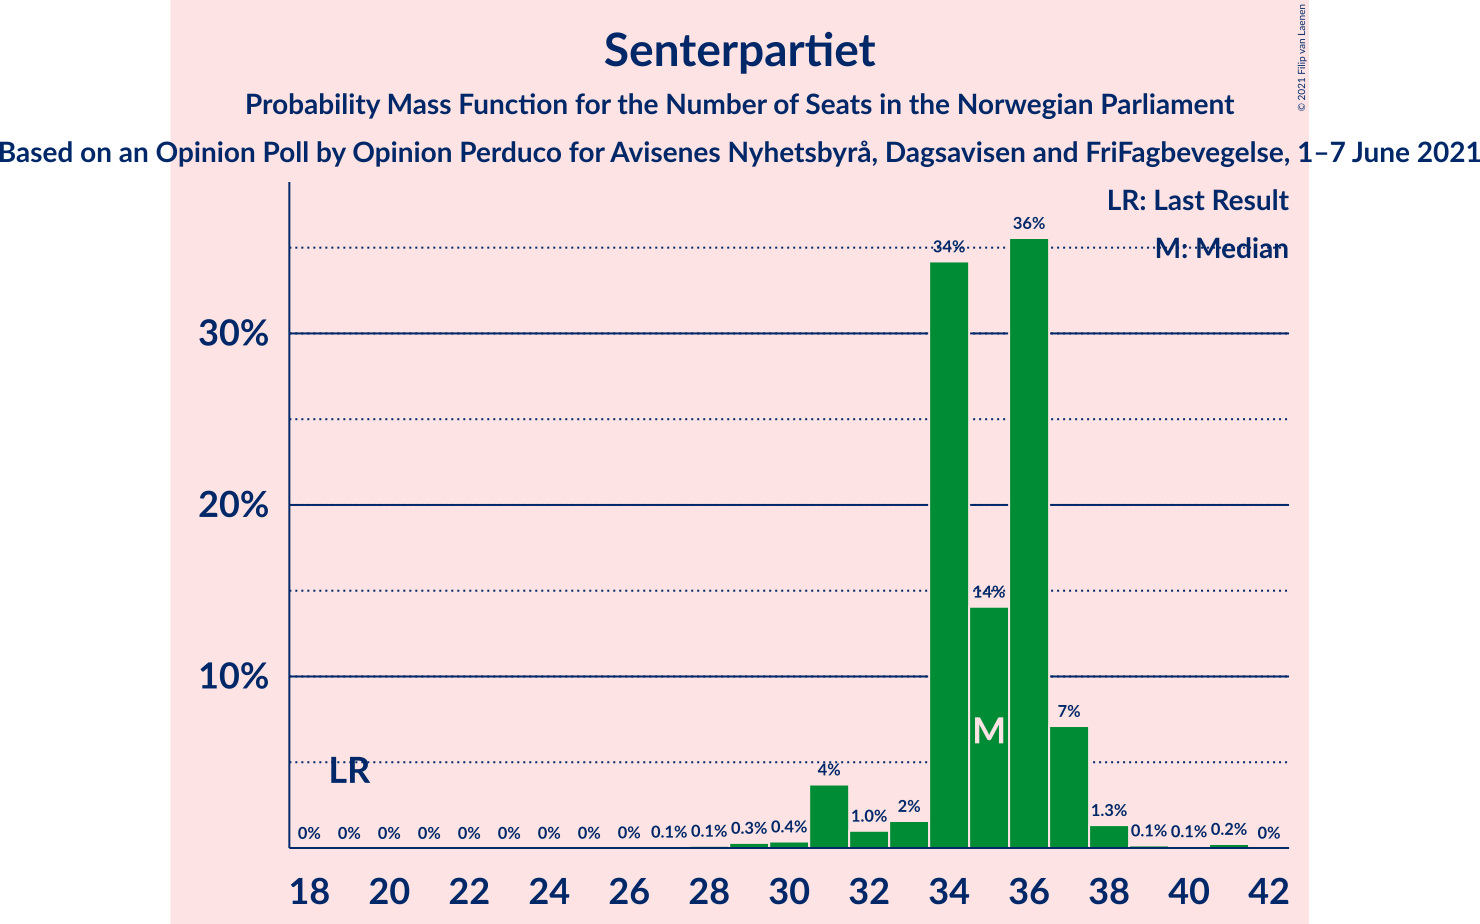 Senterpartiet
Probability Mass Function for the Number of Seats in the Norwegian Parliament
Based on an Opinion Poll by Opinion Perduco for Avisenes Nyhetsbyrå, Dagsavisen and FriFagbevegelse, 1–7 June 2021
© 2021 Filip van Laenen
LR: Last Result
M: Median
30%
20%
10%
LR
M
0% 0% 0% 0% 0% 0% 0% 0% 0% 0.1% 0.1% 0.3% 0.4% 4% 1.0% 2% 34% 14% 36% 7% 1.3% 0.1% 0.1% 0.2% 0%
18 20 22 24 26 28 30 32 34 36 38 40 42